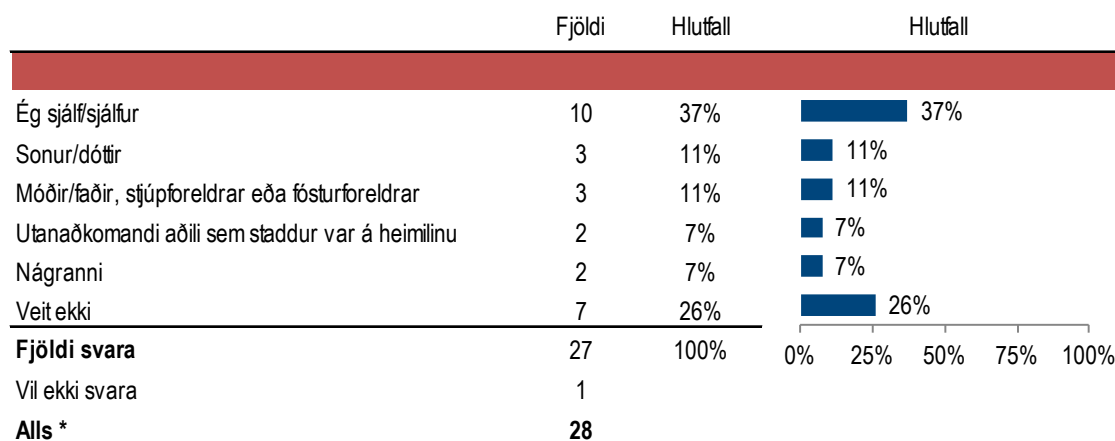 Fjöldi Hlutfall Hlutfall
Ég sjálf/sjálfur 10 37% 37%
Sonur/dóttir 3 11% 11%
Móðir/faðir, stjúpforeldrar eða fósturforeldrar 3 11% 11%
Utanaðkomandi aðili sem staddur var á heimilinu 2 7% 7%
Nágranni 2 7% 7%
Veit ekki 7 26% 26%
Fjöldi svara 27 100% 0% 25% 50% 75% 100%
Vil ekki svara 1
Alls * 28